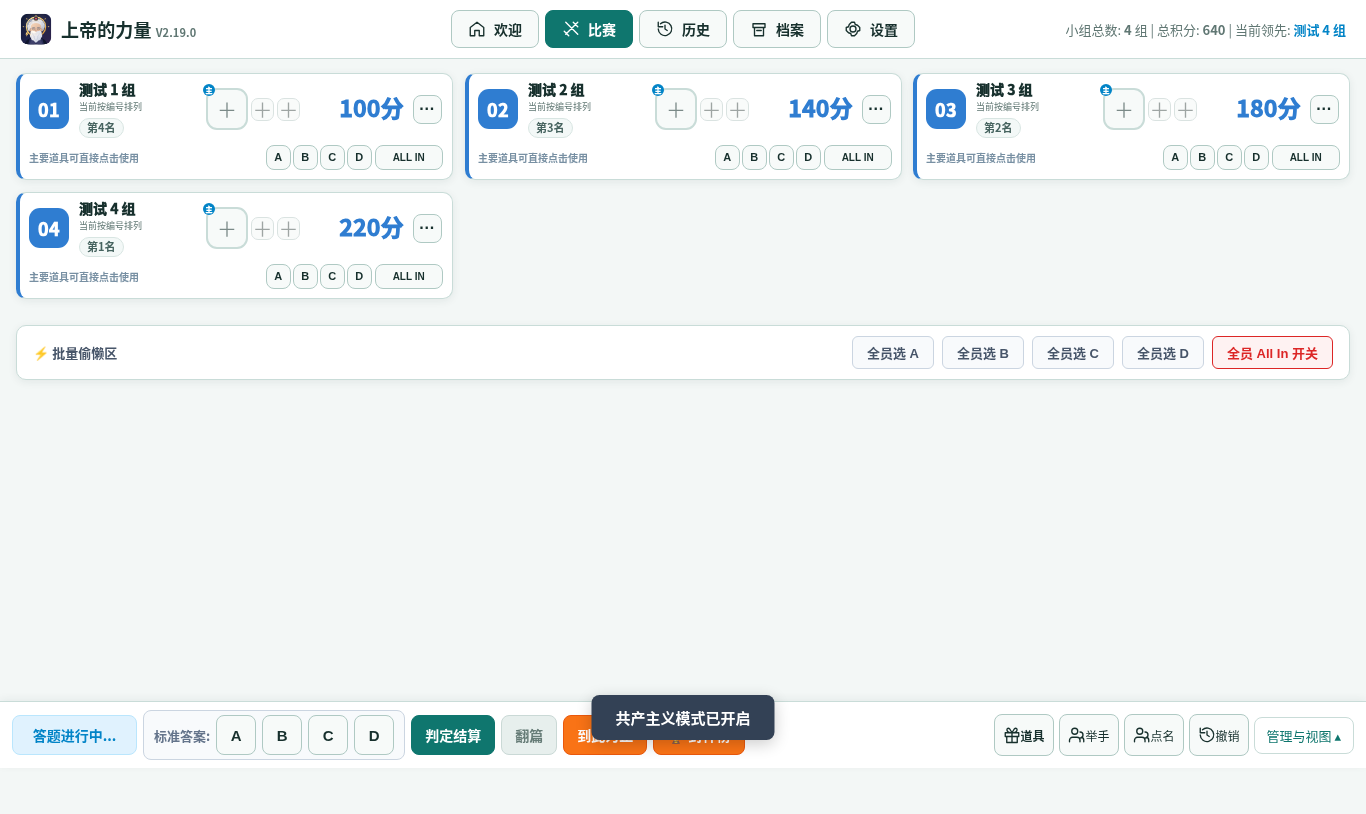 上帝的力量 V2.19.0
欢迎
比赛
历史
档案
设置
小组总数: 4 组 | 总积分: 640 | 当前领先: 测试 4 组
01
测试 1 组
当前按编号排列
第4名
主
100分
...
主要道具可直接点击使用
A B C D ALL IN
02
测试 2 组
当前按编号排列
第3名
主
140分
...
主要道具可直接点击使用
A B C D ALL IN
03
测试 3 组
当前按编号排列
第2名
主
180分
...
主要道具可直接点击使用
A B C D ALL IN
04
测试 4 组
当前按编号排列
第1名
主
220分
...
主要道具可直接点击使用
A B C D ALL IN
⚡ 批量偷懒区
全员选 A
全员选 B
全员选 C
全员选 D
全员 All In 开关
共产主义模式已开启
答题进行中...
标准答案: A B C D
判定结算
翻篇
道具
举手
点名
撤销
管理与视图 ▴